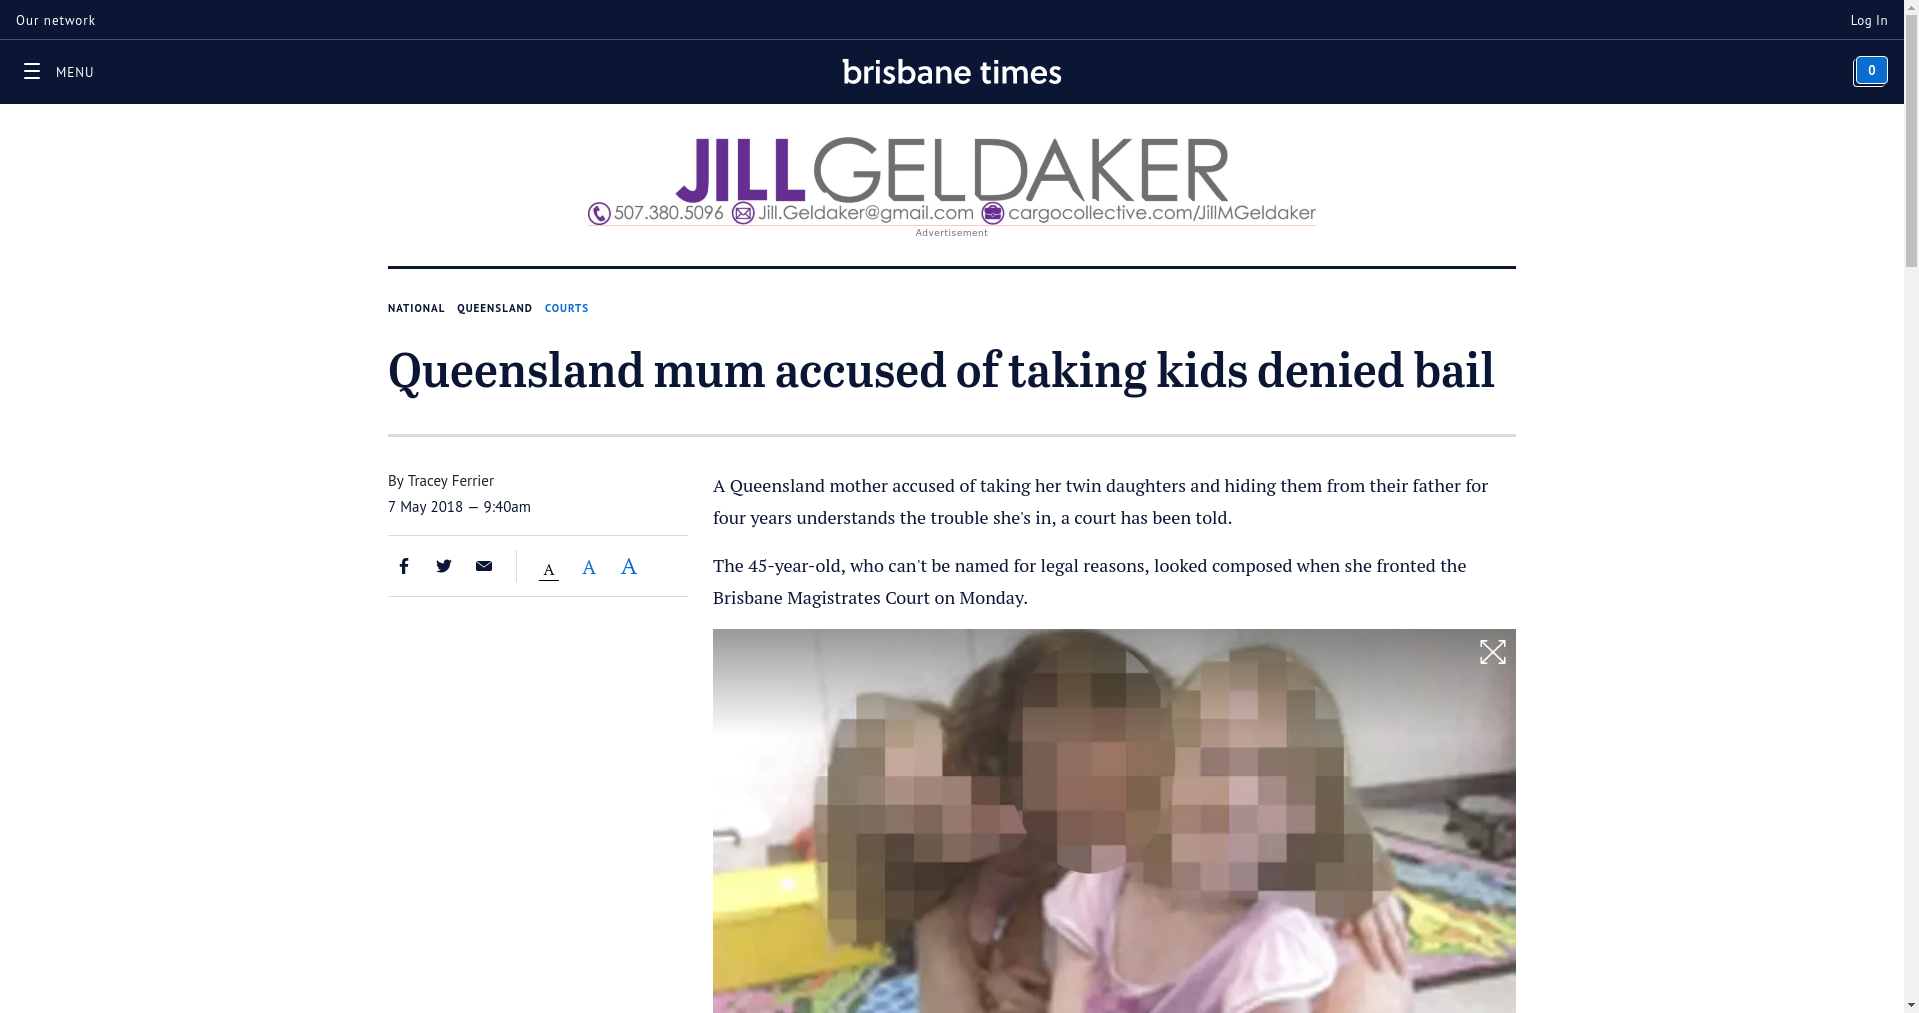 Our network
Log In
MENU
brisbane times
0
JILLGELDAKER
507.380.5096 Jill.Geldaker@gmail.com cargocollective.com/JillMGeldaker
Advertisement
NATIONAL QUEENSLAND COURTS
Queensland mum accused of taking kids denied bail
By Tracey Ferrier
7 May 2018 — 9:40am
A A A
A Queensland mother accused of taking her twin daughters and hiding them from their father for
four years understands the trouble she's in, a court has been told.
The 45-year-old, who can't be named for legal reasons, looked composed when she fronted the
Brisbane Magistrates Court on Monday.